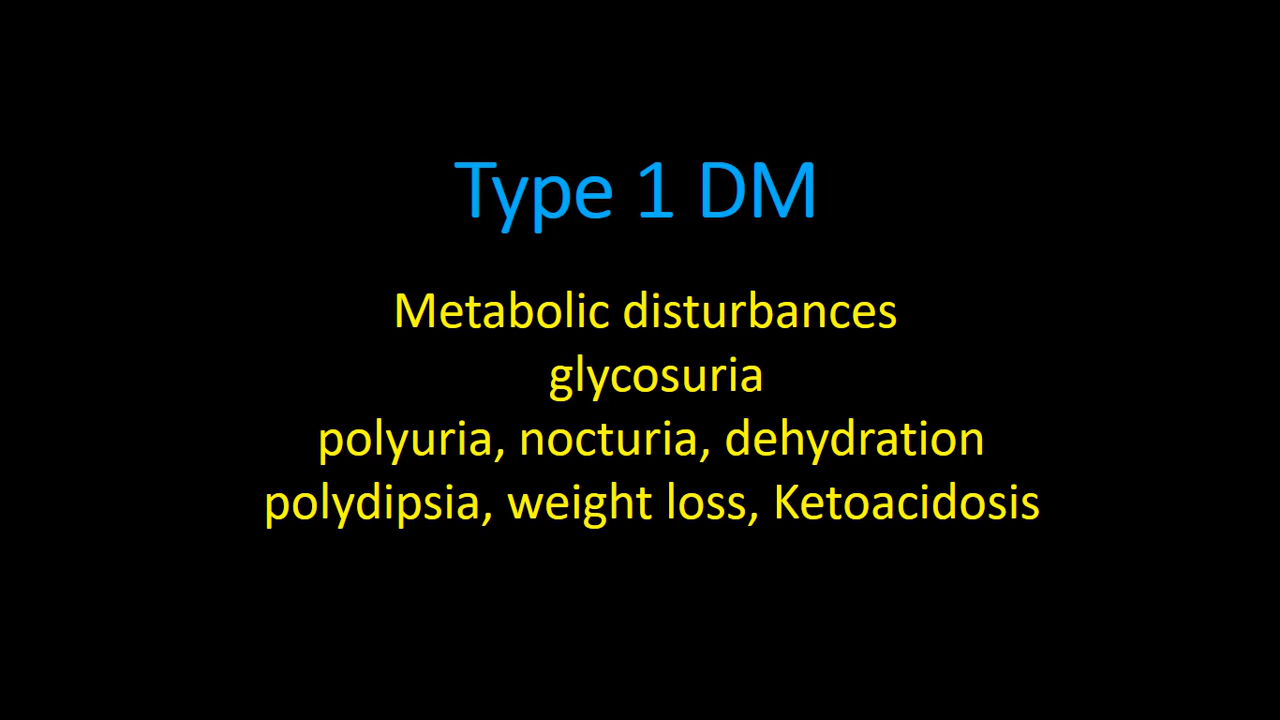 Type 1 DM
Metabolic disturbances
glycosuria
polyuria, nocturia, dehydration
polydipsia, weight loss, Ketoacidosis